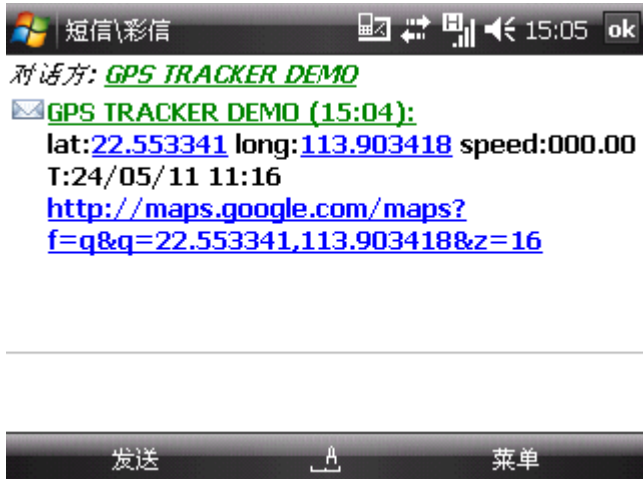 短信\彩信 15:05 ok
对话方: GPS TRACKER DEMO
GPS TRACKER DEMO (15:04):
lat:22.553341 long:113.903418 speed:000.00
T:24/05/11 11:16
http://maps.google.com/maps?
f=q&q=22.553341,113.903418&z=16
发送 A 菜单